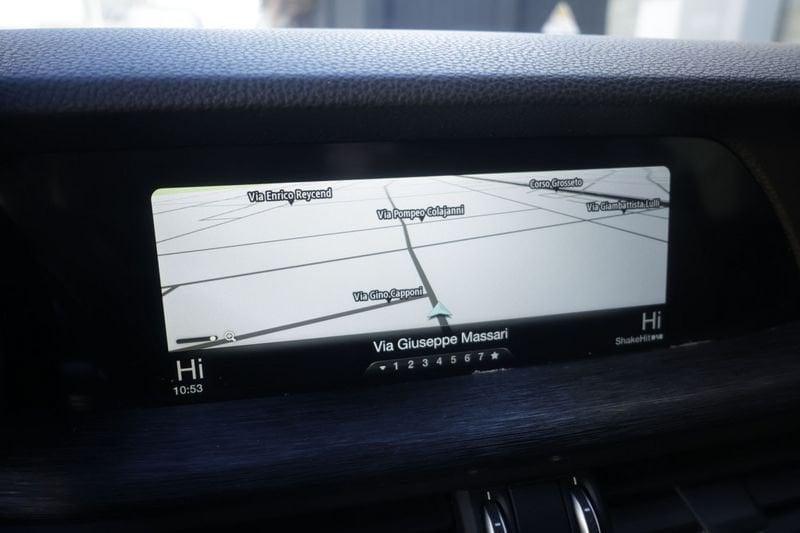 Via Enrico Reycend
Corso Grosseto
Via Pompeo Colajanni
Via Giambattista Lulli
Via Gino Capponi
Via Giuseppe Massari
1 2 3 4 5 6 7
Hi
10:53
Hi
ShakeHit